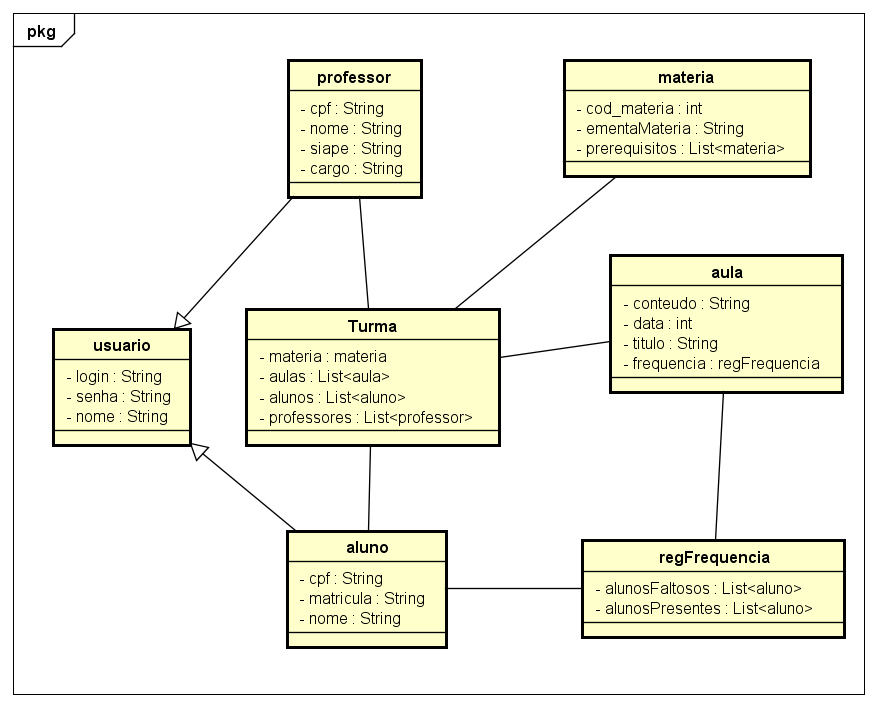 pkg
professor
- cpf : String
- nome : String
- siape : String
- cargo : String
materia
- cod_materia : int
- ementaMateria : String
- prerequisitos : List<materia>
usuario
- login : String
- senha : String
- nome : String
Turma
- materia : materia
- aulas : List<aula>
- alunos : List<aluno>
- professores : List<professor>
aula
- conteudo : String
- data : int
- titulo : String
- frequencia : regFrequencia
aluno
- cpf : String
- matricula : String
- nome : String
regFrequencia
- alunosFaltosos : List<aluno>
- alunosPresentes : List<aluno>